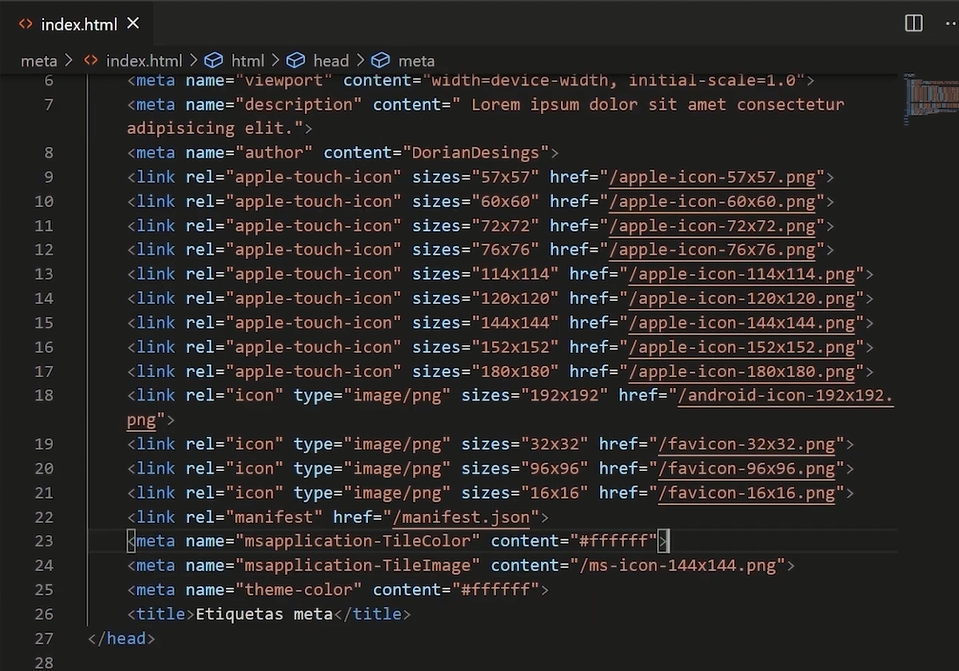 index.html
meta > index.html > html > head > meta
6 <meta name="viewport" content="width=device-width, initial-scale=1.0">
7 <meta name="description" content=" Lorem ipsum dolor sit amet consectetur
adipisicing elit.">
8 <meta name="author" content="DorianDesings">
9 <link rel="apple-touch-icon" sizes="57x57" href="/apple-icon-57x57.png">
10 <link rel="apple-touch-icon" sizes="60x60" href="/apple-icon-60x60.png">
11 <link rel="apple-touch-icon" sizes="72x72" href="/apple-icon-72x72.png">
12 <link rel="apple-touch-icon" sizes="76x76" href="/apple-icon-76x76.png">
13 <link rel="apple-touch-icon" sizes="114x114" href="/apple-icon-114x114.png">
14 <link rel="apple-touch-icon" sizes="120x120" href="/apple-icon-120x120.png">
15 <link rel="apple-touch-icon" sizes="144x144" href="/apple-icon-144x144.png">
16 <link rel="apple-touch-icon" sizes="152x152" href="/apple-icon-152x152.png">
17 <link rel="apple-touch-icon" sizes="180x180" href="/apple-icon-180x180.png">
18 <link rel="icon" type="image/png" sizes="192x192" href="/android-icon-192x192.
png">
19 <link rel="icon" type="image/png" sizes="32x32" href="/favicon-32x32.png">
20 <link rel="icon" type="image/png" sizes="96x96" href="/favicon-96x96.png">
21 <link rel="icon" type="image/png" sizes="16x16" href="/favicon-16x16.png">
22 <link rel="manifest" href="/manifest.json">
23 <meta name="msapplication-TileColor" content="#ffffff">
24 <meta name="msapplication-TileImage" content="/ms-icon-144x144.png">
25 <meta name="theme-color" content="#ffffff">
26 <title>Etiquetas meta</title>
27 </head>
28